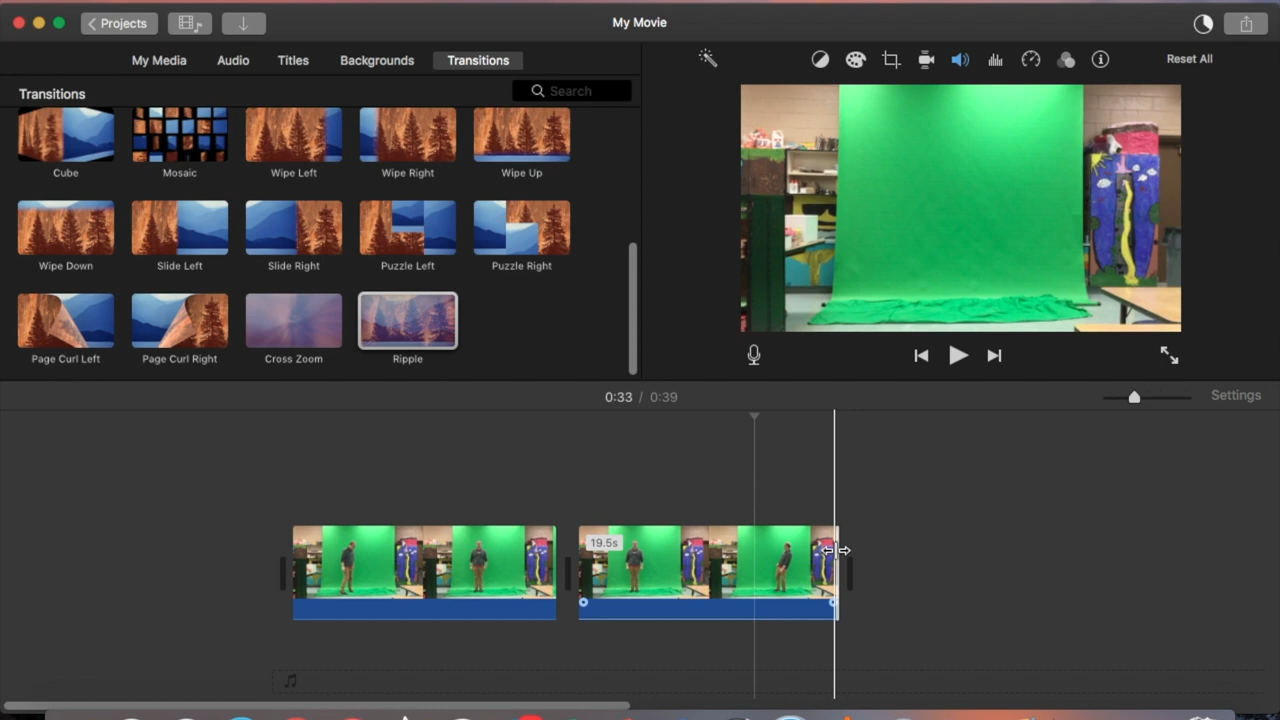 Projects
My Movie
My Media Audio Titles Backgrounds Transitions
Reset All
Transitions
Search
Cube Mosaic Wipe Left Wipe Right Wipe Up
Wipe Down Slide Left Slide Right Puzzle Left Puzzle Right
Page Curl Left Page Curl Right Cross Zoom Ripple
0:33 / 0:39
Settings
19.5s